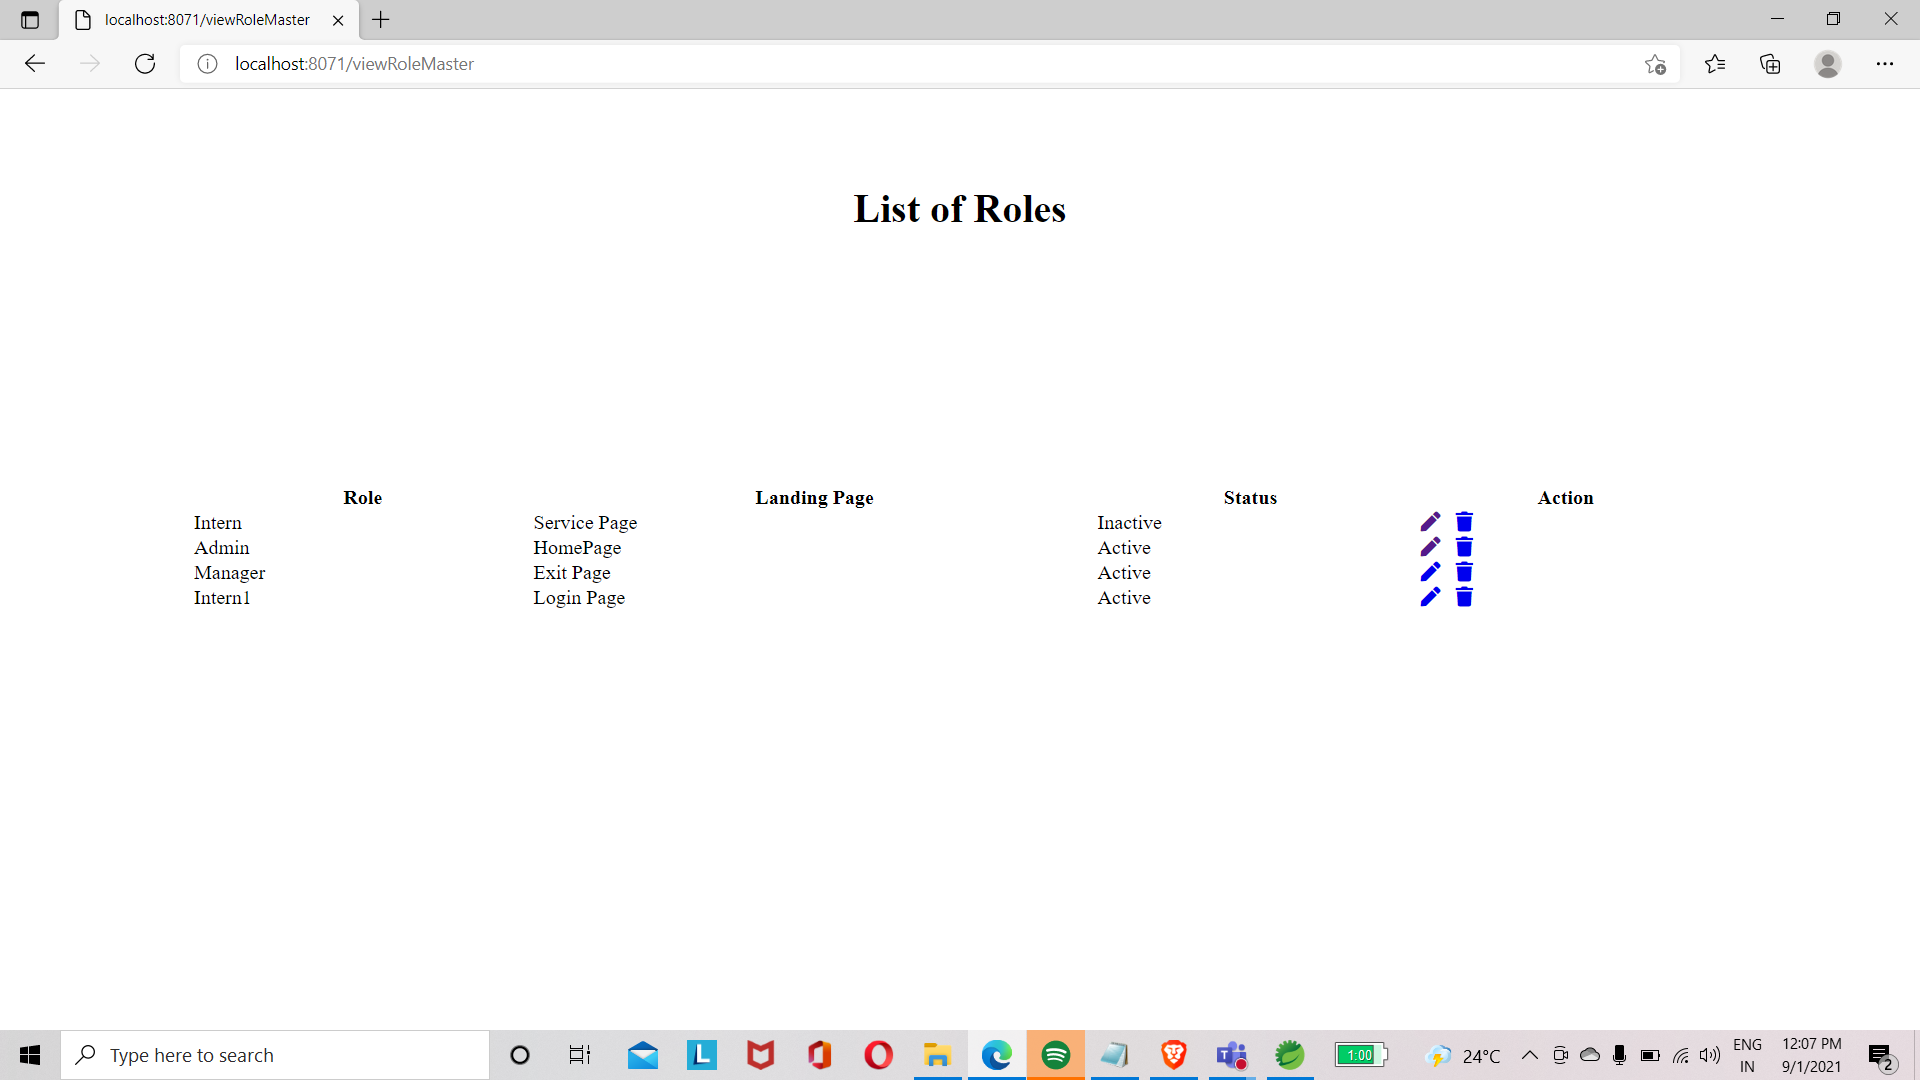 localhost:8071/viewRoleMaster
localhost:8071/viewRoleMaster
List of Roles
Role Landing Page Status Action
Intern Service Page Inactive
Admin HomePage Active
Manager Exit Page Active
Intern1 Login Page Active
Type here to search
L
T
1:00
24°C
ENG
IN
12:07 PM
9/1/2021
2